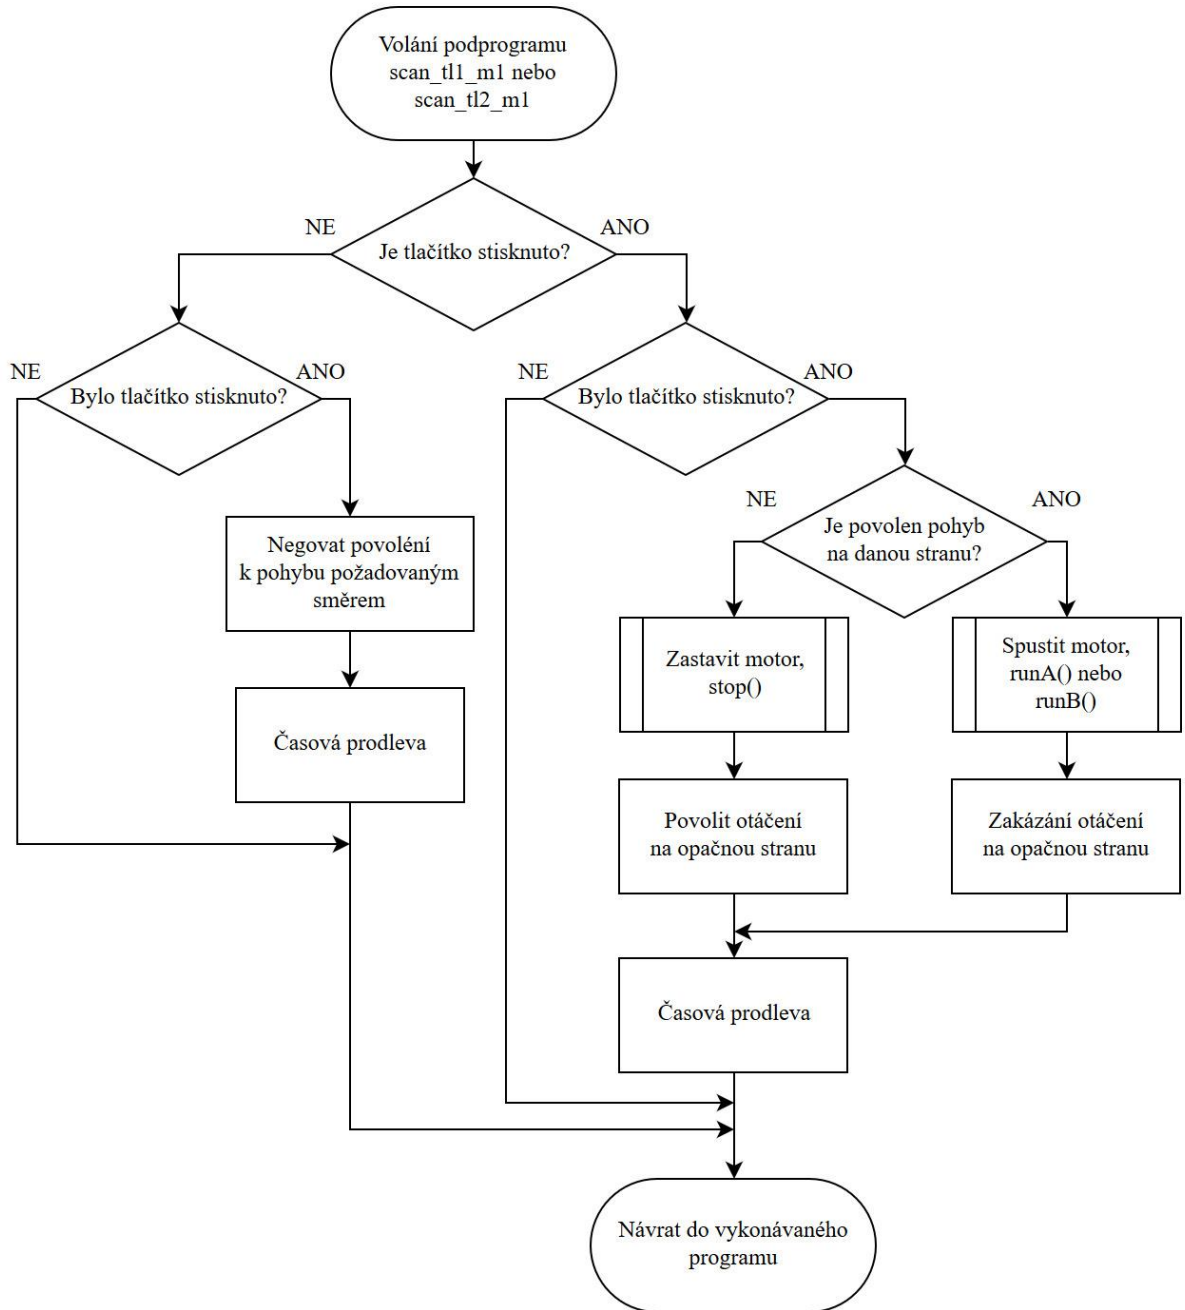 Volání podprogramu
scan_tl1_m1 nebo
scan_tl2_m1
NE
ANO
Je tlačítko stisknuto?
NE
ANO
Bylo tlačítko stisknuto?
NE
ANO
Bylo tlačítko stisknuto?
Negovat povoléní
k pohybu požadovaným
směrem
Časová prodleva
NE
ANO
Je povolen pohyb
na danou stranu?
Zastavit motor,
stop()
Spustit motor,
runA() nebo
runB()
Povolit otáčení
na opačnou stranu
Zakázání otáčení
na opačnou stranu
Časová prodleva
Návrat do vykonávaného
programu